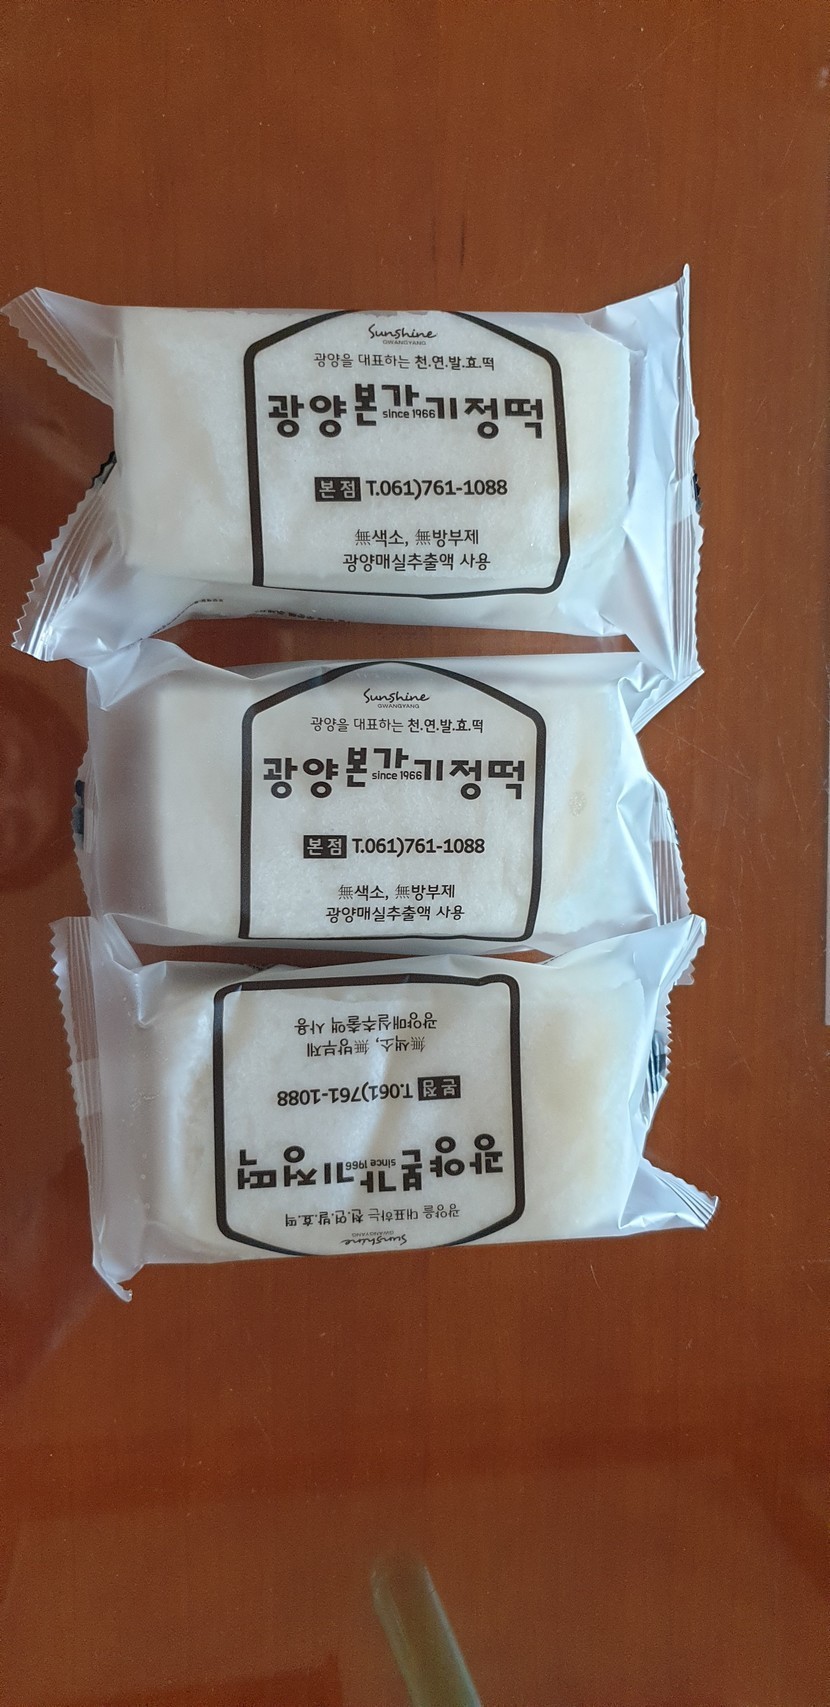 Sunshine
GWANGYANG
광양을 대표하는 천.연.발.효.떡
광양본가기정떡
since 1966
본점 T.061)761-1088
無색소, 無방부제
광양매실추출액 사용
Sunshine
GWANGYANG
광양을 대표하는 천.연.발.효.떡
광양본가기정떡
since 1966
본점 T.061)761-1088
無색소, 無방부제
광양매실추출액 사용
Sunshine
GWANGYANG
광양을 대표하는 천.연.발.효.떡
광양본가기정떡
since 1966
본점 T.061)761-1088
無색소, 無방부제
광양매실추출액 사용